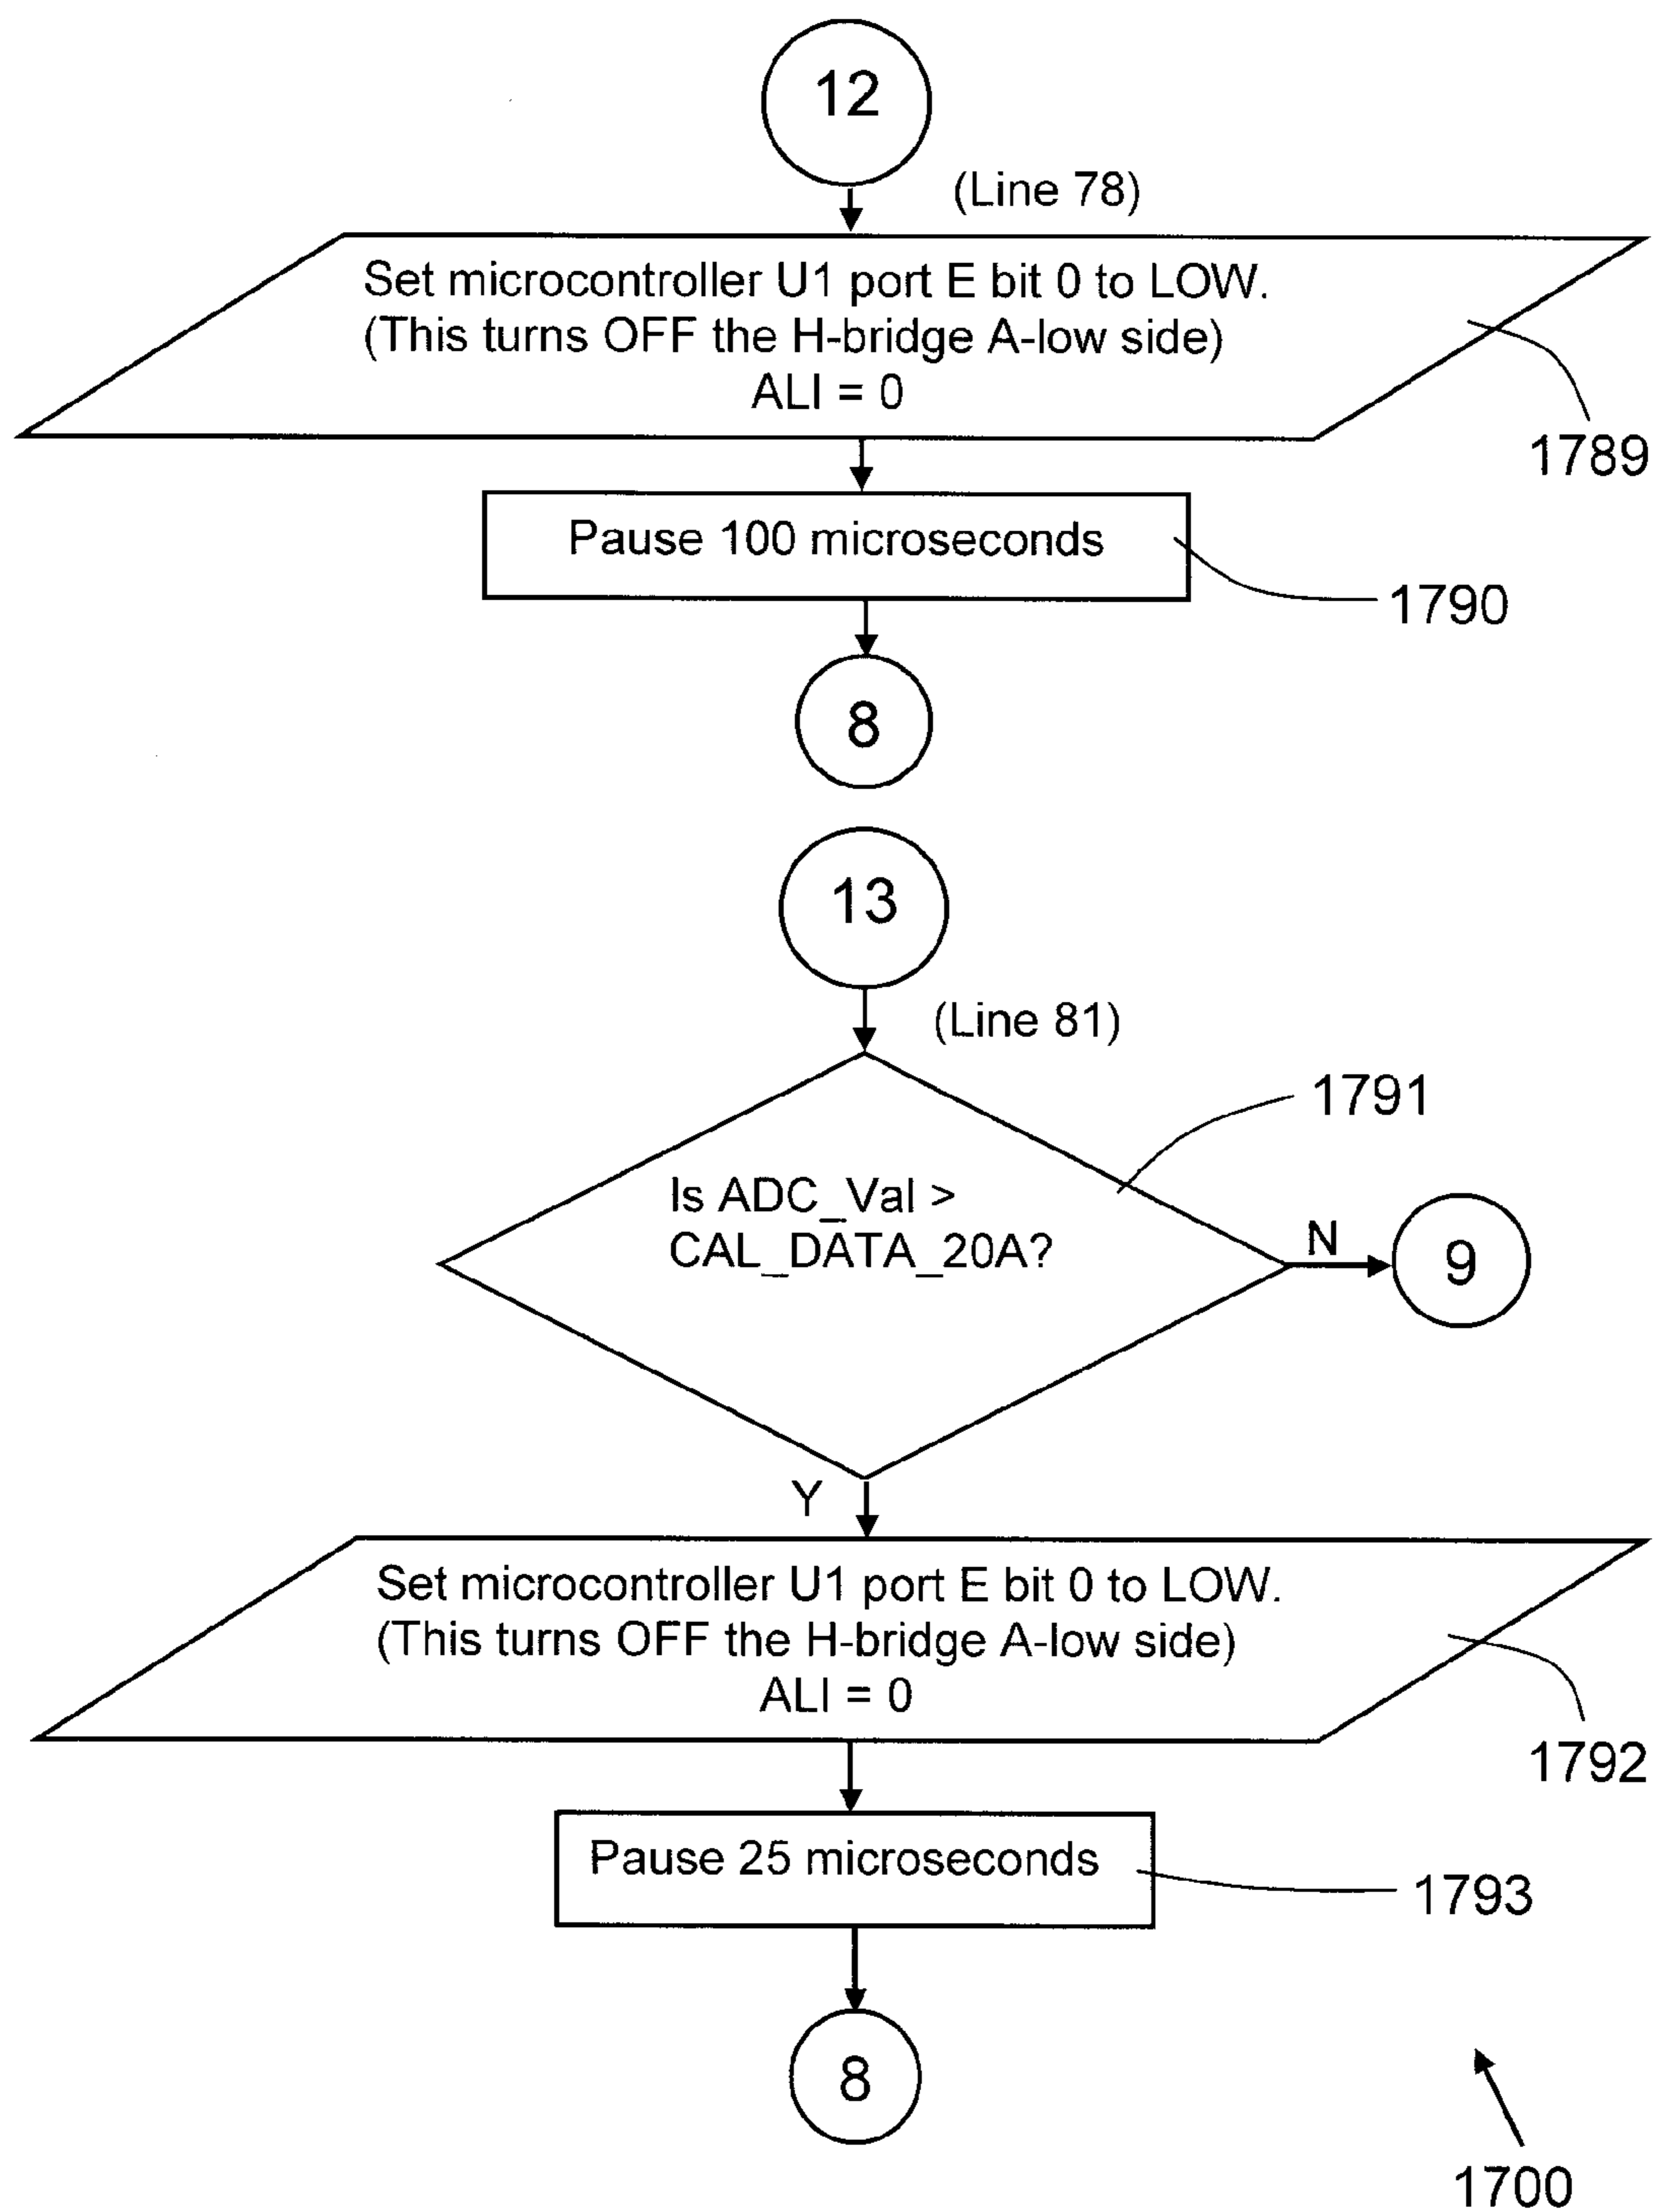 12
(Line 78)
Set microcontroller U1 port E bit 0 to LOW.
(This turns OFF the H-bridge A-low side)
ALI = 0
1789
Pause 100 microseconds
1790
8
13
(Line 81)
1791
Is ADC_Val >
CAL_DATA_20A?
N
9
Y
Set microcontroller U1 port E bit 0 to LOW.
(This turns OFF the H-bridge A-low side)
ALI = 0
1792
Pause 25 microseconds
1793
8
1700